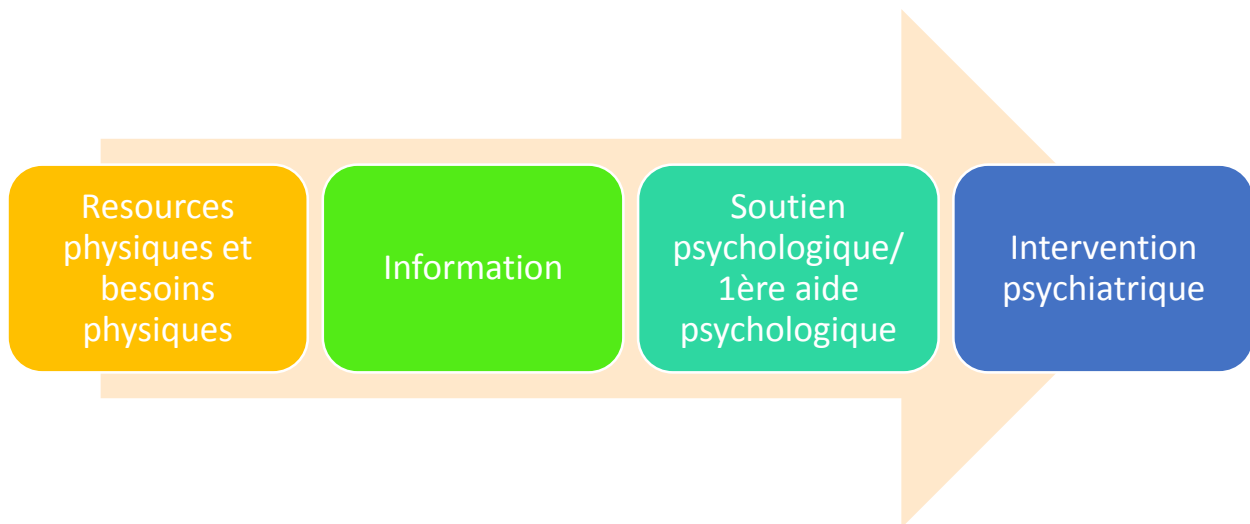 Resources
physiques et
besoins
physiques
Information
Soutien
psychologique/
1ère aide
psychologique
Intervention
psychiatrique